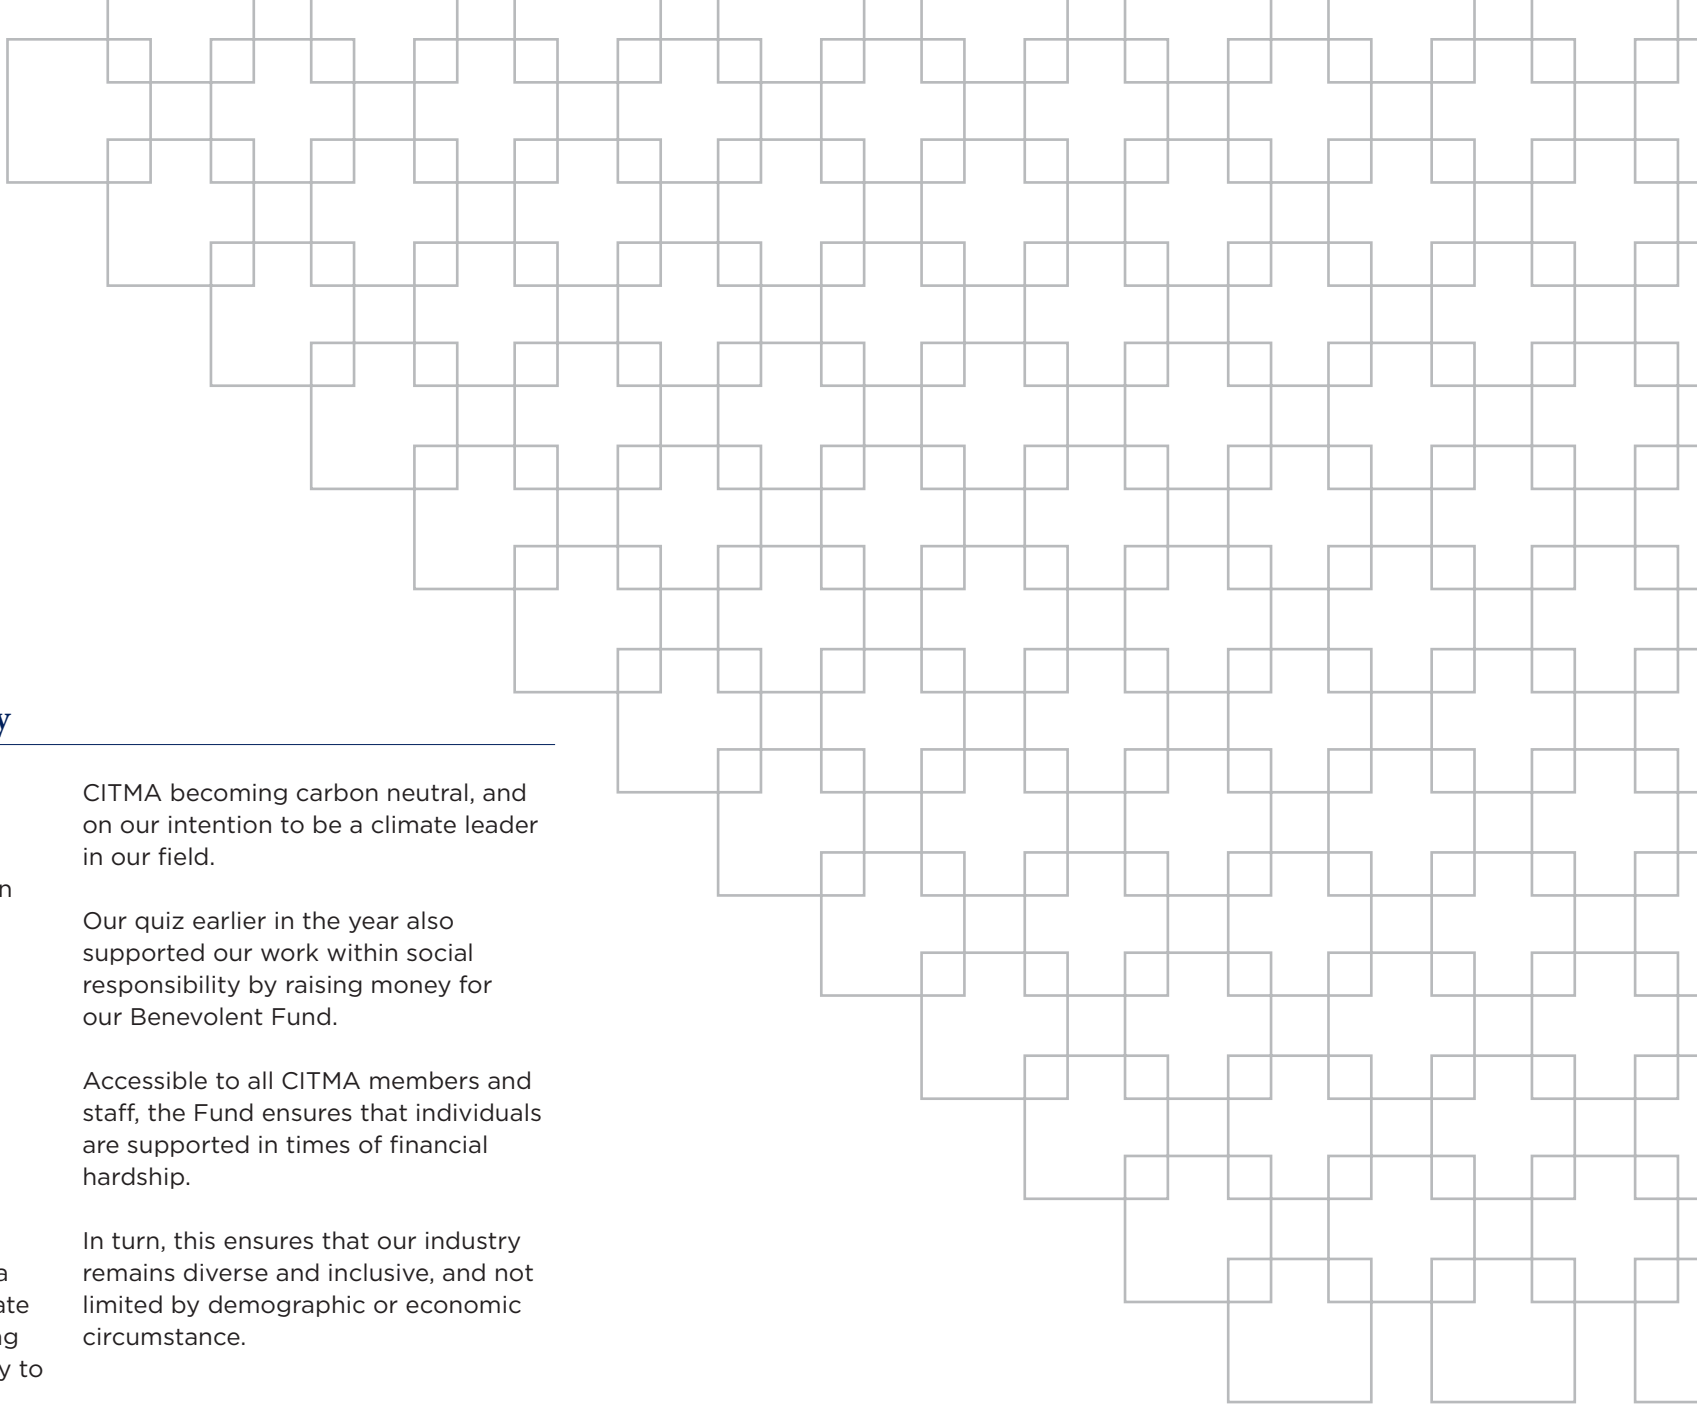 y
n
a
ate
ng
y to
CITMA becoming carbon neutral, and
on our intention to be a climate leader
in our field.
Our quiz earlier in the year also
supported our work within social
responsibility by raising money for
our Benevolent Fund.
Accessible to all CITMA members and
staff, the Fund ensures that individuals
are supported in times of financial
hardship.
In turn, this ensures that our industry
remains diverse and inclusive, and not
limited by demographic or economic
circumstance.